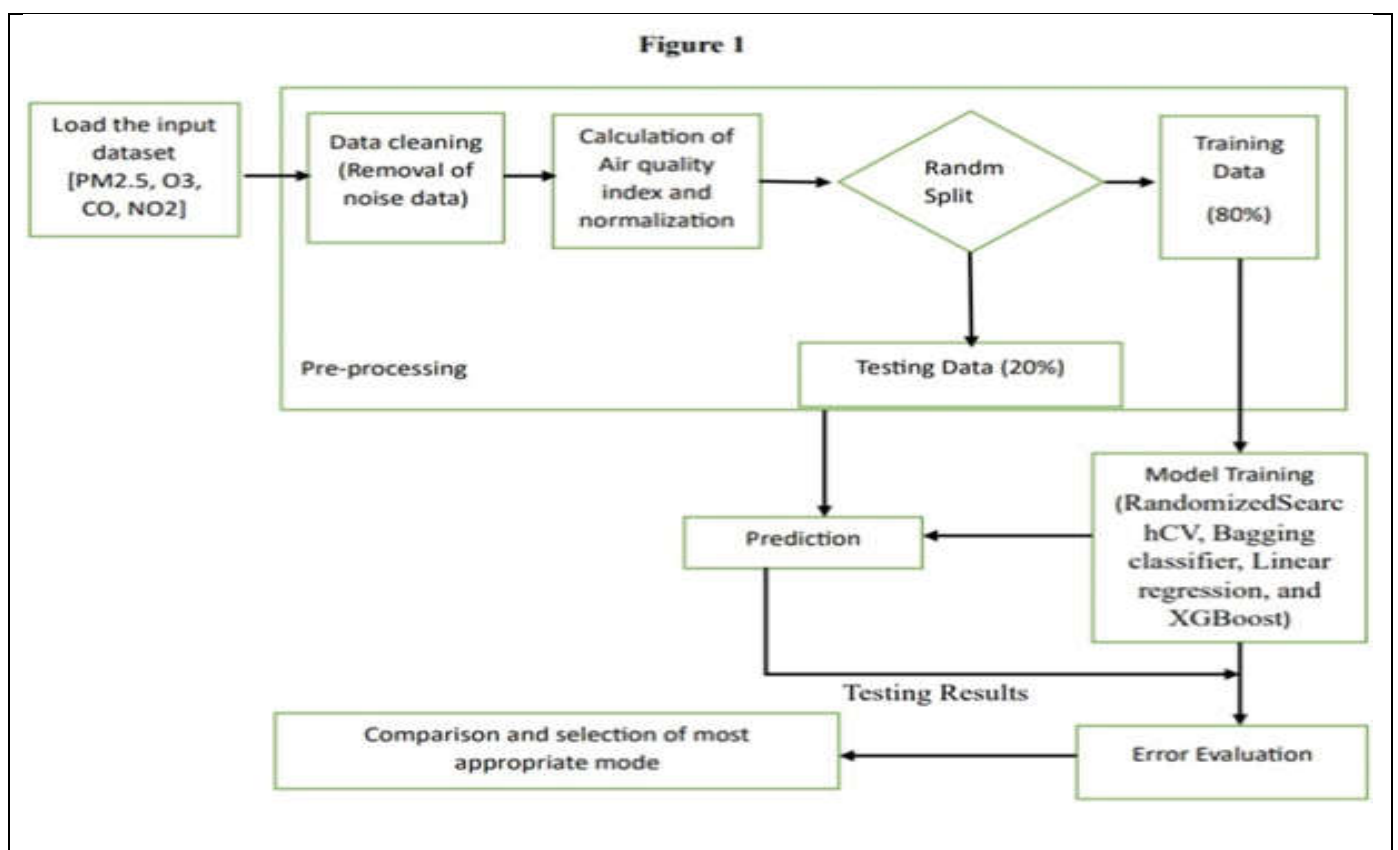 Figure 1
Load the input
dataset
[PM2.5, O3,
CO, NO2]
Data cleaning
(Removal of
noise data)
Calculation of
Air quality
index and
normalization
Randm
Split
Training
Data
(80%)
Pre-processing
Testing Data (20%)
Model Training
(RandomizedSearc
hCV, Bagging
classifier, Linear
regression, and
XGBoost)
Prediction
Testing Results
Error Evaluation
Comparison and selection of most
appropriate mode